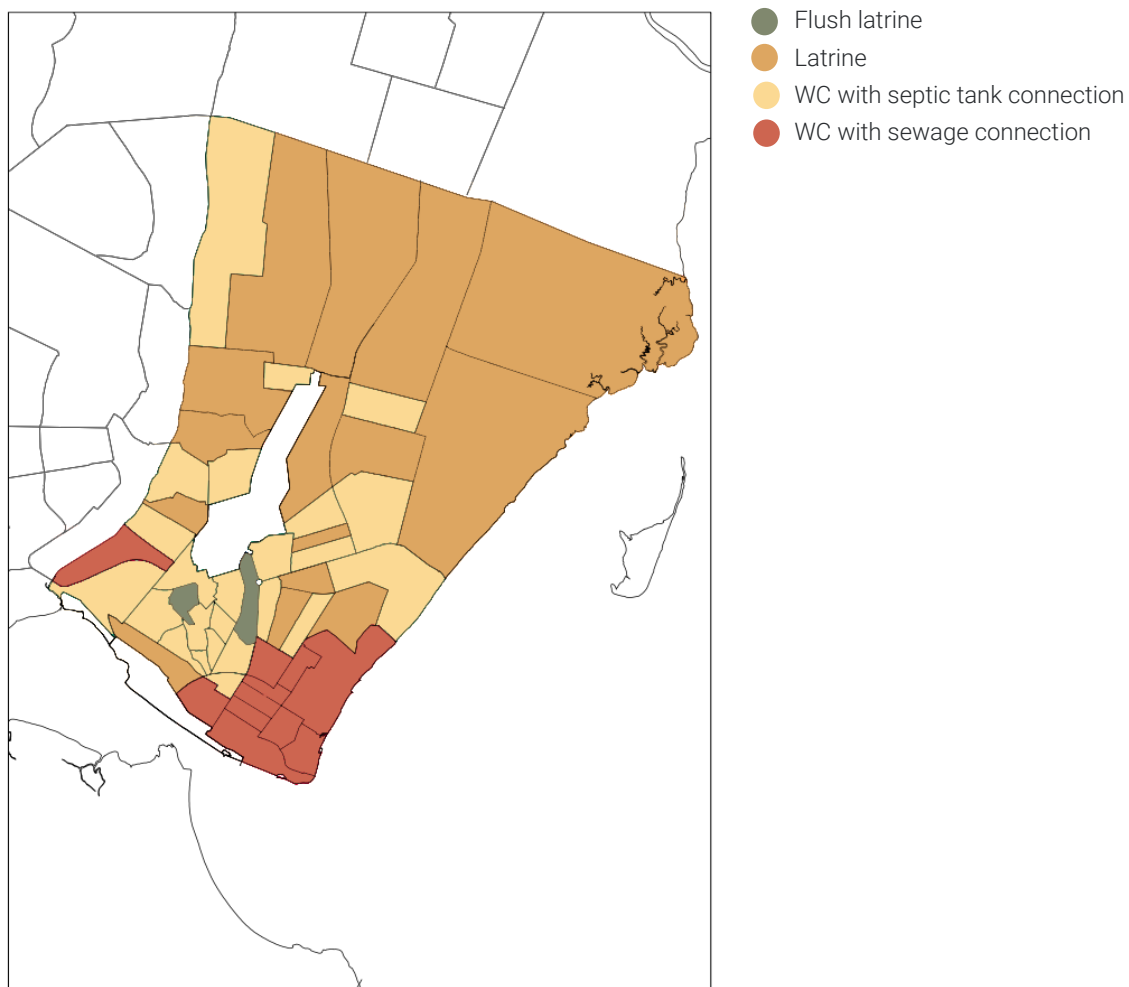 Flush latrine
Latrine
WC with septic tank connection
WC with sewage connection